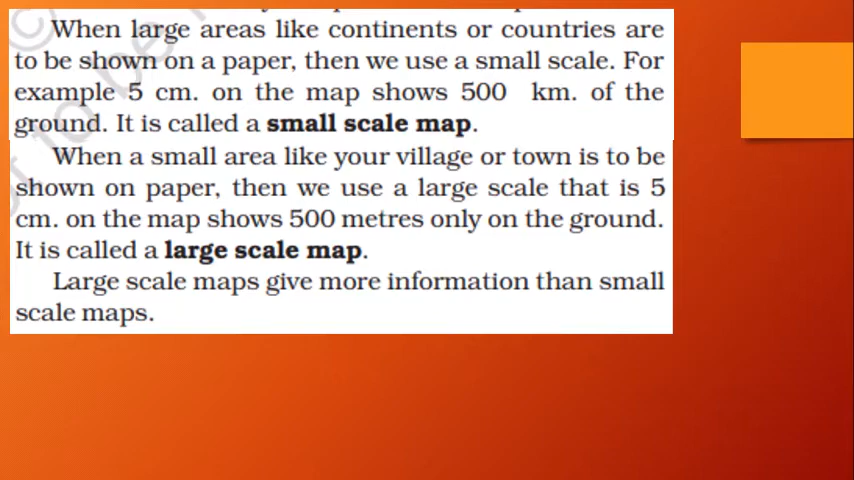 When large areas like continents or countries are
to be shown on a paper, then we use a small scale. For
example 5 cm. on the map shows 500 km. of the
ground. It is called a small scale map.
When a small area like your village or town is to be
shown on paper, then we use a large scale that is 5
cm. on the map shows 500 metres only on the ground.
It is called a large scale map.
Large scale maps give more information than small
scale maps.